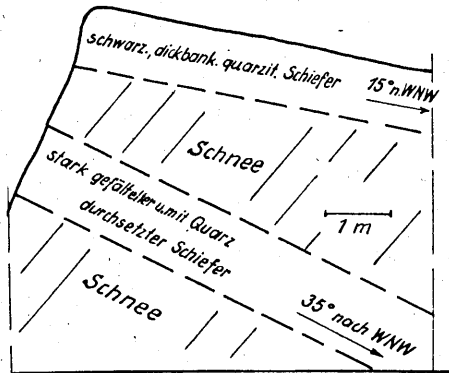 schwarz., dickbank. quarzit. Schiefer
15° n. WNW
Schnee
1 m
stark gefältelter u. mit Quarz
durchsetzter Schiefer
Schnee
35° nach WNW